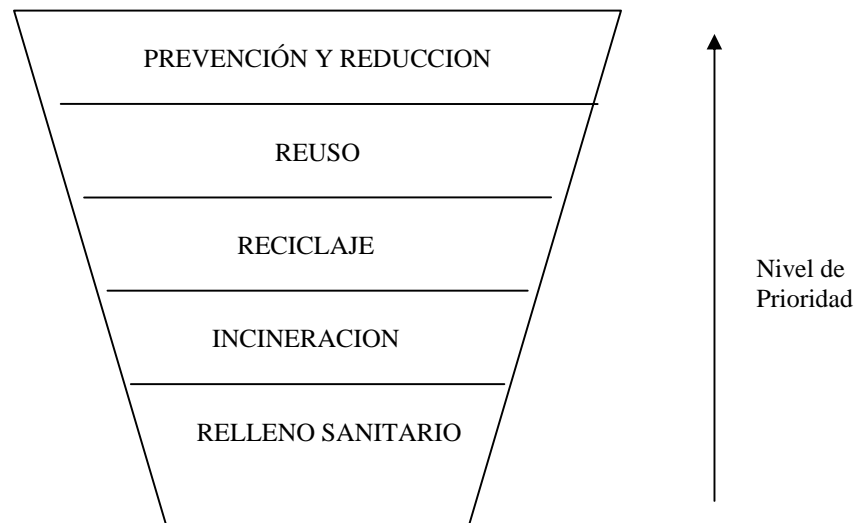 PREVENCIÓN Y REDUCCION
REUSO
RECICLAJE
INCINERACION
RELLENO SANITARIO
Nivel de
Prioridad